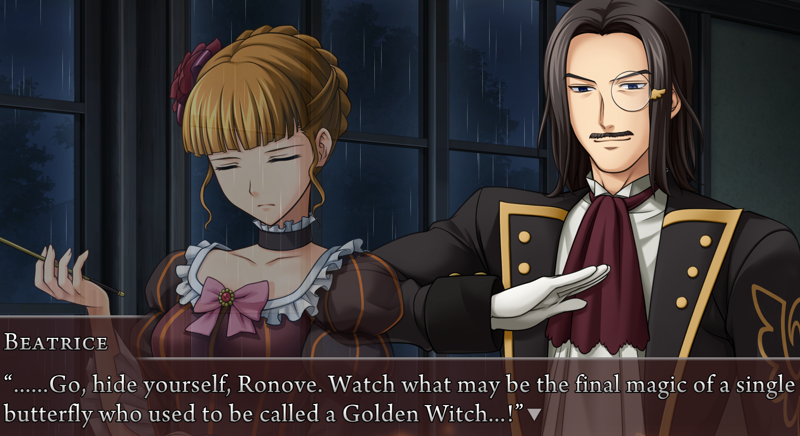 BEATRICE
“......Go, hide yourself, Ronove. Watch what may be the final magic of a single
butterfly who used to be called a Golden Witch...!”